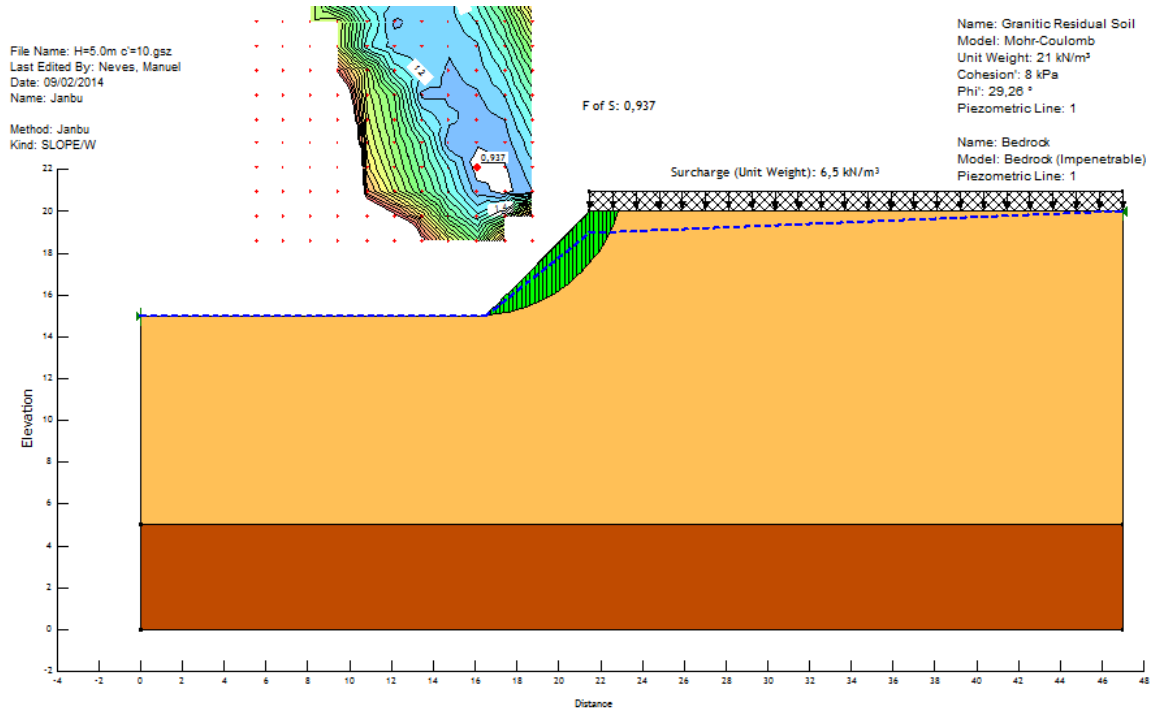 File Name: H=5.0m c'=10.gsz
Last Edited By: Neves, Manuel
Date: 09/02/2014
Name: Janbu
Method: Janbu
Kind: SLOPE/W
1.2
0,937
1.4
F of S: 0,937
Name: Granitic Residual Soil
Model: Mohr-Coulomb
Unit Weight: 21 kN/m³
Cohesion': 8 kPa
Phi': 29,26 °
Piezometric Line: 1
Name: Bedrock
Model: Bedrock (Impenetrable)
Piezometric Line: 1
Surcharge (Unit Weight): 6,5 kN/m³
22
20
18
16
14
12
10
8
6
4
2
0
-2
Elevation
-4 -2 0 2 4 6 8 10 12 14 16 18 20 22 24 26 28 30 32 34 36 38 40 42 44 46 48
Distance